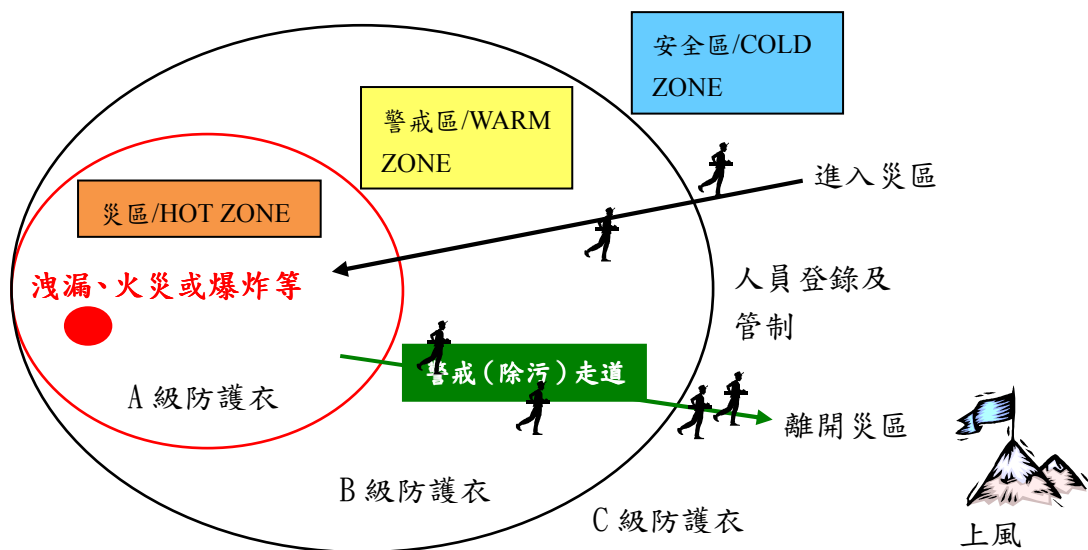 安全區/COLD
ZONE
警戒區/WARM
ZONE
進入災區
災區/HOT ZONE
洩漏、火災或爆炸等
人員登錄及
管制
警戒(除污)走道
A 級防護衣
離開災區
B 級防護衣
C 級防護衣
上風